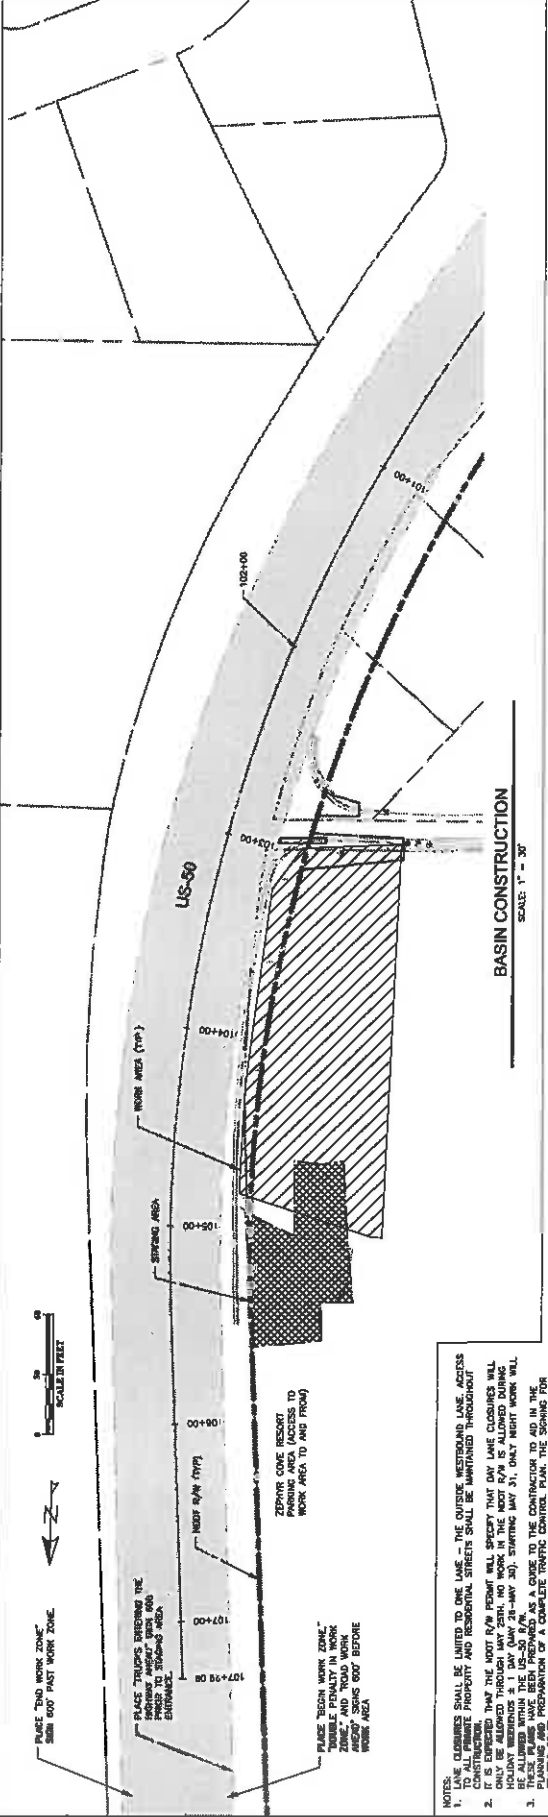 PLACE "END WORK ZONE"
SIGN 600' PAST WORK ZONE.
0 30 60
SCALE IN FEET
PLACE "TRUCKS ENTERING THE
HIGHWAY AHEAD" SIGN 600'
PRIOR TO STAGING AREA
ENTRANCE.
PLACE "BEGIN WORK ZONE,"
"DOUBLE PENALTY IN WORK
ZONE," AND "ROAD WORK
AHEAD" SIGNS 600' BEFORE
WORK AREA
107+29.08
107+00
106+00
105+00
104+00
103+00
102+00
101+00
NDOT R/W (TYP)
ZEPHYR COVE RESORT
PARKING AREA (ACCESS TO
WORK AREA TO AND FROM)
STAGING AREA
WORK AREA (TYP)
US-50
BASIN CONSTRUCTION
SCALE: 1" = 30'
NOTES:
1. LANE CLOSURES SHALL BE LIMITED TO ONE LANE - THE OUTSIDE WESTBOUND LANE. ACCESS
TO ALL PRIVATE PROPERTY AND RESIDENTIAL STREETS SHALL BE MAINTAINED THROUGHOUT
CONSTRUCTION.
2. IT IS EXPECTED THAT THE NDOT R/W PERMIT WILL SPECIFY THAT DAY LANE CLOSURES WILL
ONLY BE ALLOWED THROUGH MAY 25TH. NO WORK IN THE NDOT R/W IS ALLOWED DURING
HOLIDAY WEEKENDS ± 1 DAY (MAY 26-MAY 30). STARTING MAY 31, ONLY NIGHT WORK WILL
BE ALLOWED WITHIN THE US-50 R/W.
3. THESE PLANS HAVE BEEN PREPARED AS A GUIDE TO THE CONTRACTOR TO AID IN THE
PLANNING AND PREPARATION OF A COMPLETE TRAFFIC CONTROL PLAN. THE SIGNING FOR